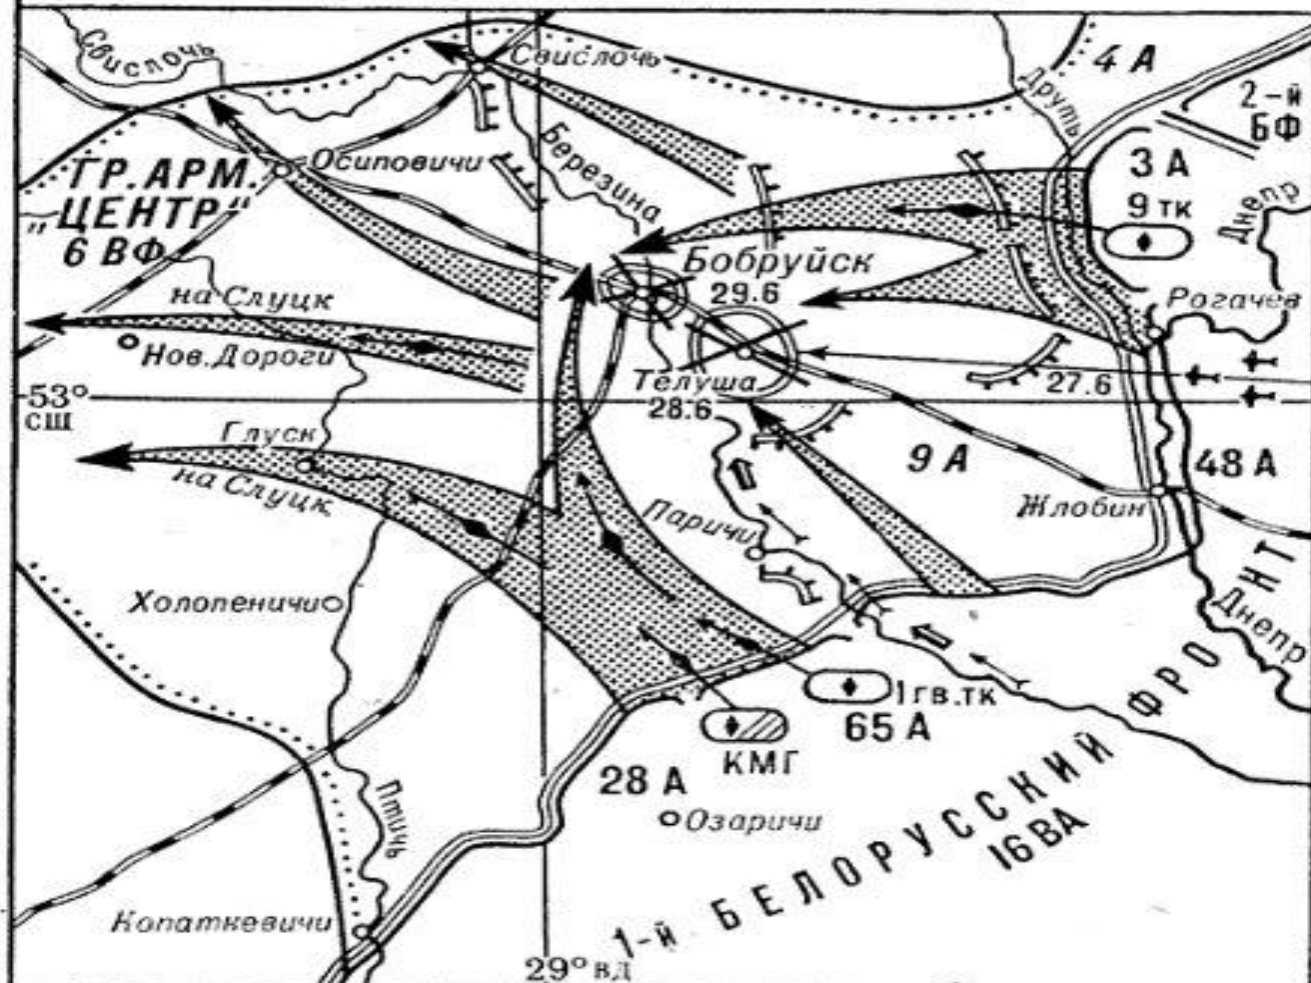 Свислочь
Свислочь
Друть
4 А
2-й
БФ
Березина
Осиповичи
3 А
ГР. АРМ.
„ЦЕНТР"
6 ВФ
9 тк
Днепр
Бобруйск
29.6
на Слуцк
Рогачев
Нов. Дороги
Телуша
28.6
27.6
53°
СШ
Глуск
на Слуцк
9 А
48 А
Жлобин
Паричи
Холопеничи
Днепр
1гв.тк
65 А
КМГ
28 А
Озаричи
Птичь
1-й БЕЛОРУССКИЙ ФРОНТ
16 ВА
Копаткевичи
29° ВД